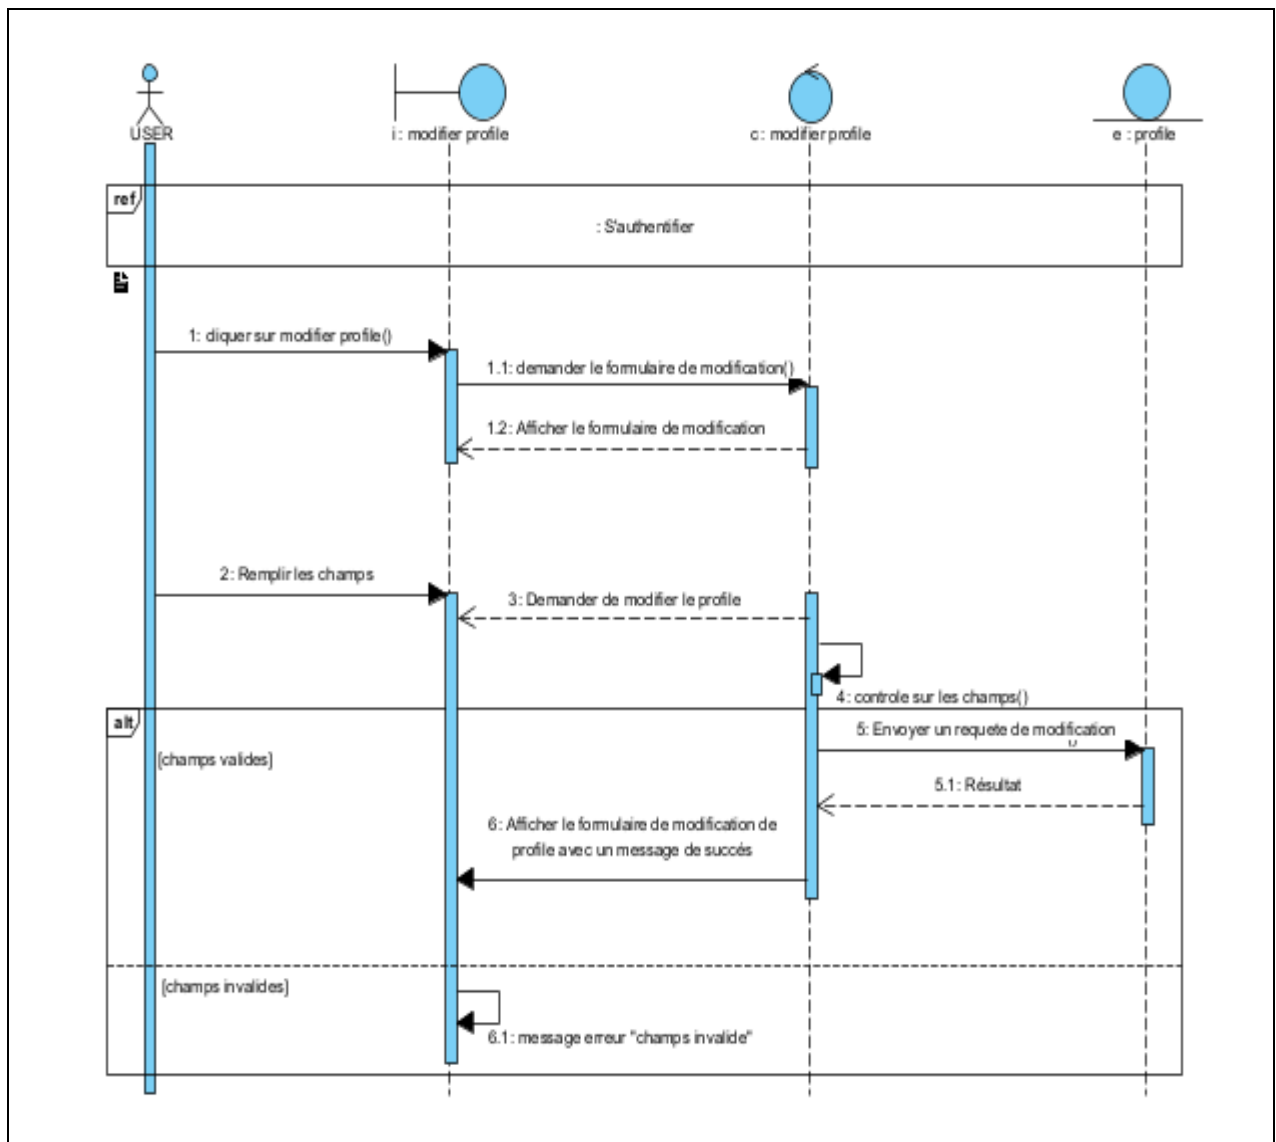 USER
i : modifier profile
c : modifier profile
e : profile
ref
: S'authentifier
1: cliquer sur modifier profile()
1.1: demander le formulaire de modification()
1.2: Afficher le formulaire de modification
2: Remplir les champs
3: Demander de modifier le profile
4: controle sur les champs()
alt
5: Envoyer un requete de modification
()
[champs valides]
5.1: Résultat
6: Afficher le formulaire de modification de
profile avec un message de succés
[champs invalides]
6.1: message erreur "champs invalide"